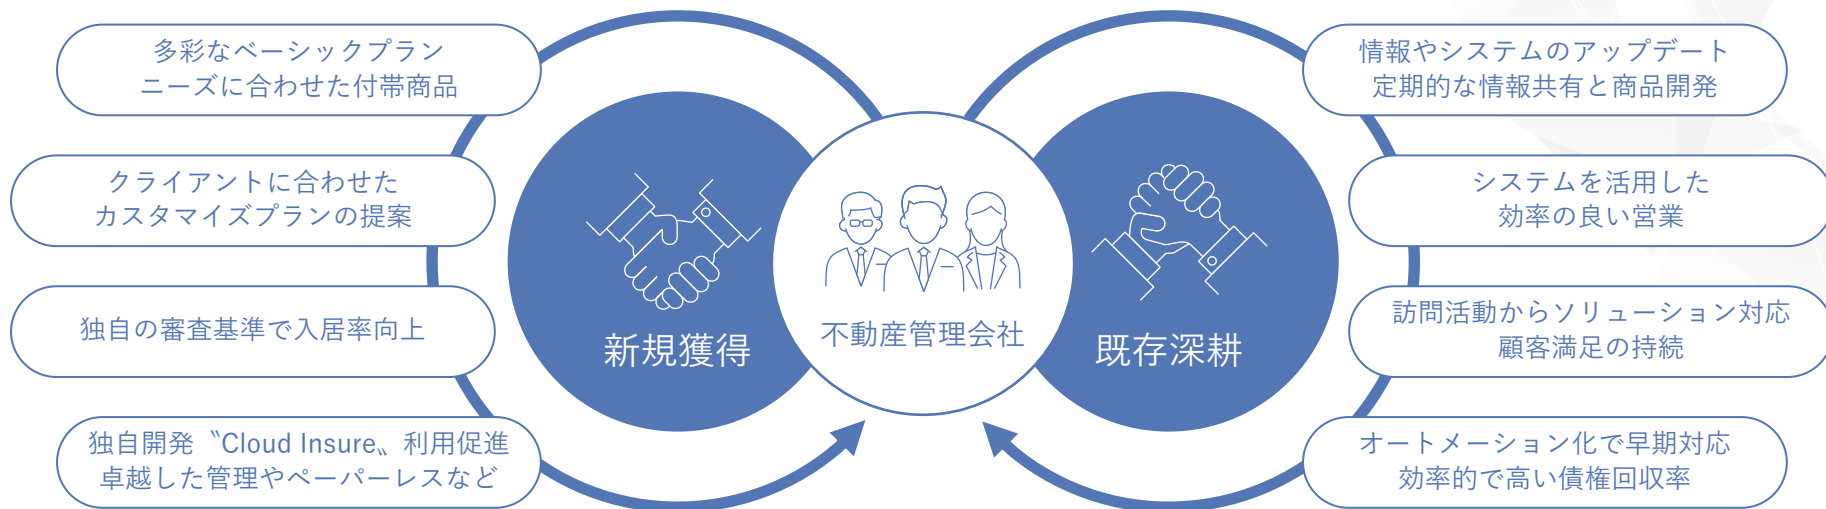 多彩なベーシックプラン
ニーズに合わせた付帯商品
クライアントに合わせた
カスタマイズプランの提案
独自の審査基準で入居率向上
独自開発〝Cloud Insure〟利用促進
卓越した管理やペーパーレスなど
新規獲得
不動産管理会社
既存深耕
情報やシステムのアップデート
定期的な情報共有と商品開発
システムを活用した
効率の良い営業
訪問活動からソリューション対応
顧客満足の持続
オートメーション化で早期対応
効率的で高い債権回収率